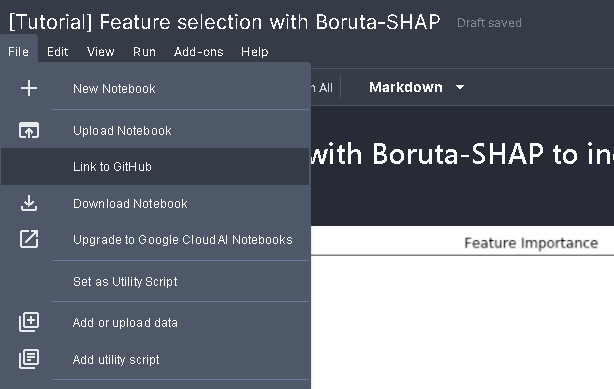 [Tutorial] Feature selection with Boruta-SHAP Draft saved
File Edit View Run Add-ons Help
New Notebook
All Markdown
Upload Notebook
with Boruta-SHAP to in
Link to GitHub
Download Notebook
Upgrade to Google Cloud AI Notebooks
Feature Importance
Set as Utility Script
Add or upload data
Add utility script